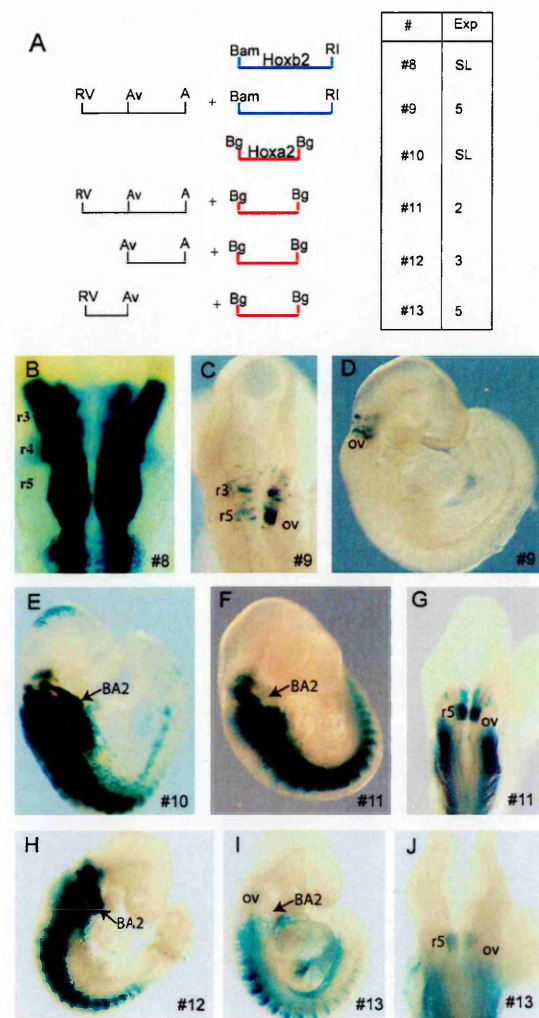 A
Bam Hoxb2 RI
RV Av A + Bam RI
Bg Hoxa2 Bg
RV Av A + Bg Bg
Av A + Bg Bg
RV Av + Bg Bg
# Exp
#8 SL
#9 5
#10 SL
#11 2
#12 3
#13 5
B r3 r4 r5 #8
C r3 r5 ov #9
D ov #9
E BA2 #10
F BA2 #11
G r5 ov #11
H BA2 #12
I ov BA2 #13
J r5 ov #13